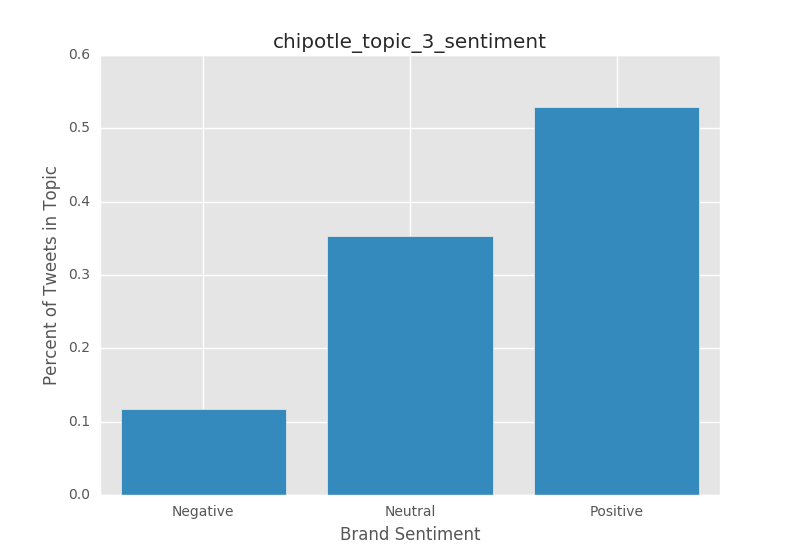 chipotle_topic_3_sentiment
0.6
0.5
0.4
0.3
0.2
0.1
0.0
Percent of Tweets in Topic
Negative Neutral Positive
Brand Sentiment